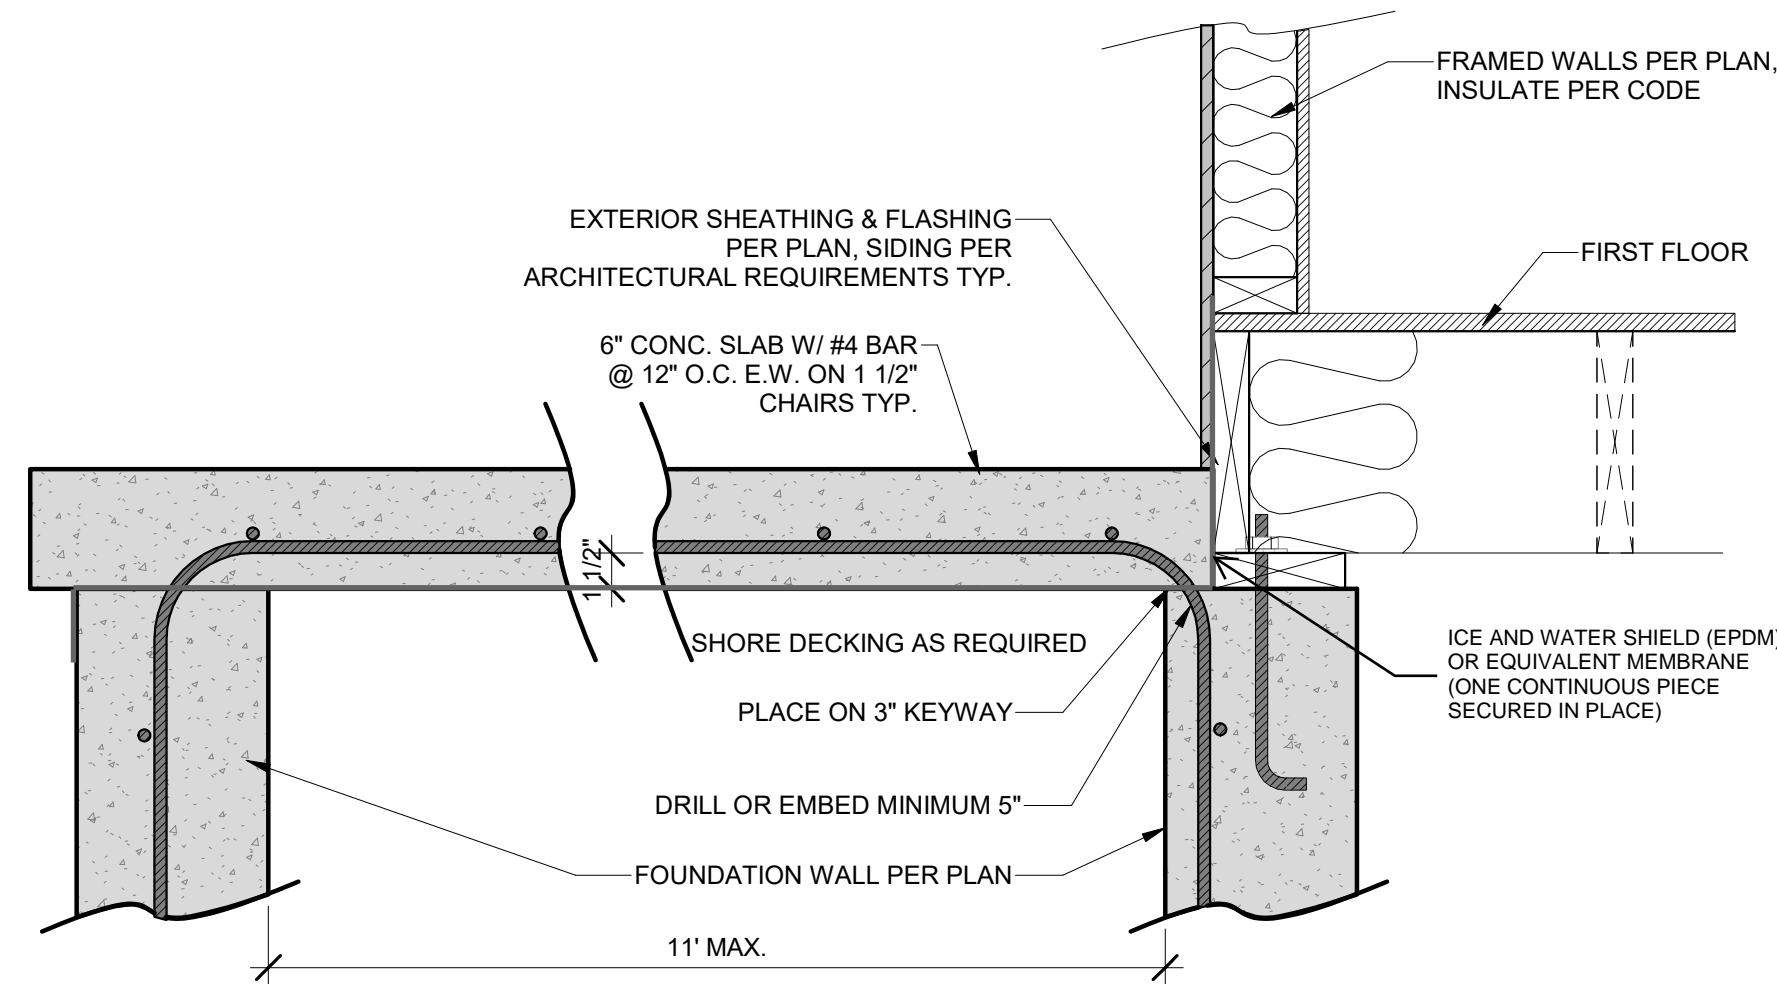 FRAMED WALLS PER PLAN,
INSULATE PER CODE
EXTERIOR SHEATHING & FLASHING
PER PLAN, SIDING PER
ARCHITECTURAL REQUIREMENTS TYP.
FIRST FLOOR
6" CONC. SLAB W/ #4 BAR
@ 12" O.C. E.W. ON 1 1/2"
CHAIRS TYP.
1 1/2"
SHORE DECKING AS REQUIRED
ICE AND WATER SHIELD (EPDM)
OR EQUIVALENT MEMBRANE
(ONE CONTINUOUS PIECE
SECURED IN PLACE)
PLACE ON 3" KEYWAY
DRILL OR EMBED MINIMUM 5"
FOUNDATION WALL PER PLAN
11' MAX.